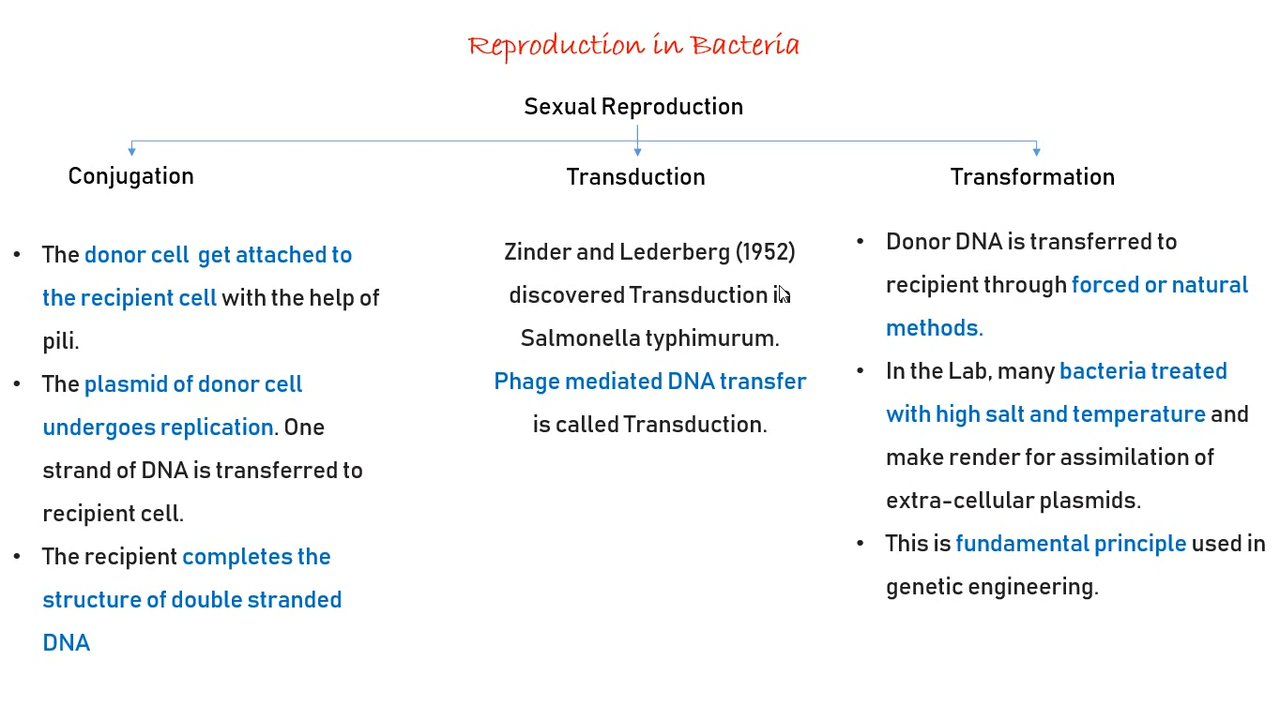 Reproduction in Bacteria
Sexual Reproduction
Conjugation
Transduction
Transformation
• The donor cell get attached to
the recipient cell with the help of
pili.
• The plasmid of donor cell
undergoes replication. One
strand of DNA is transferred to
recipient cell.
• The recipient completes the
structure of double stranded
DNA
Zinder and Lederberg (1952)
discovered Transduction in
Salmonella typhimurum.
Phage mediated DNA transfer
is called Transduction.
• Donor DNA is transferred to
recipient through forced or natural
methods.
• In the Lab, many bacteria treated
with high salt and temperature and
make render for assimilation of
extra-cellular plasmids.
• This is fundamental principle used in
genetic engineering.